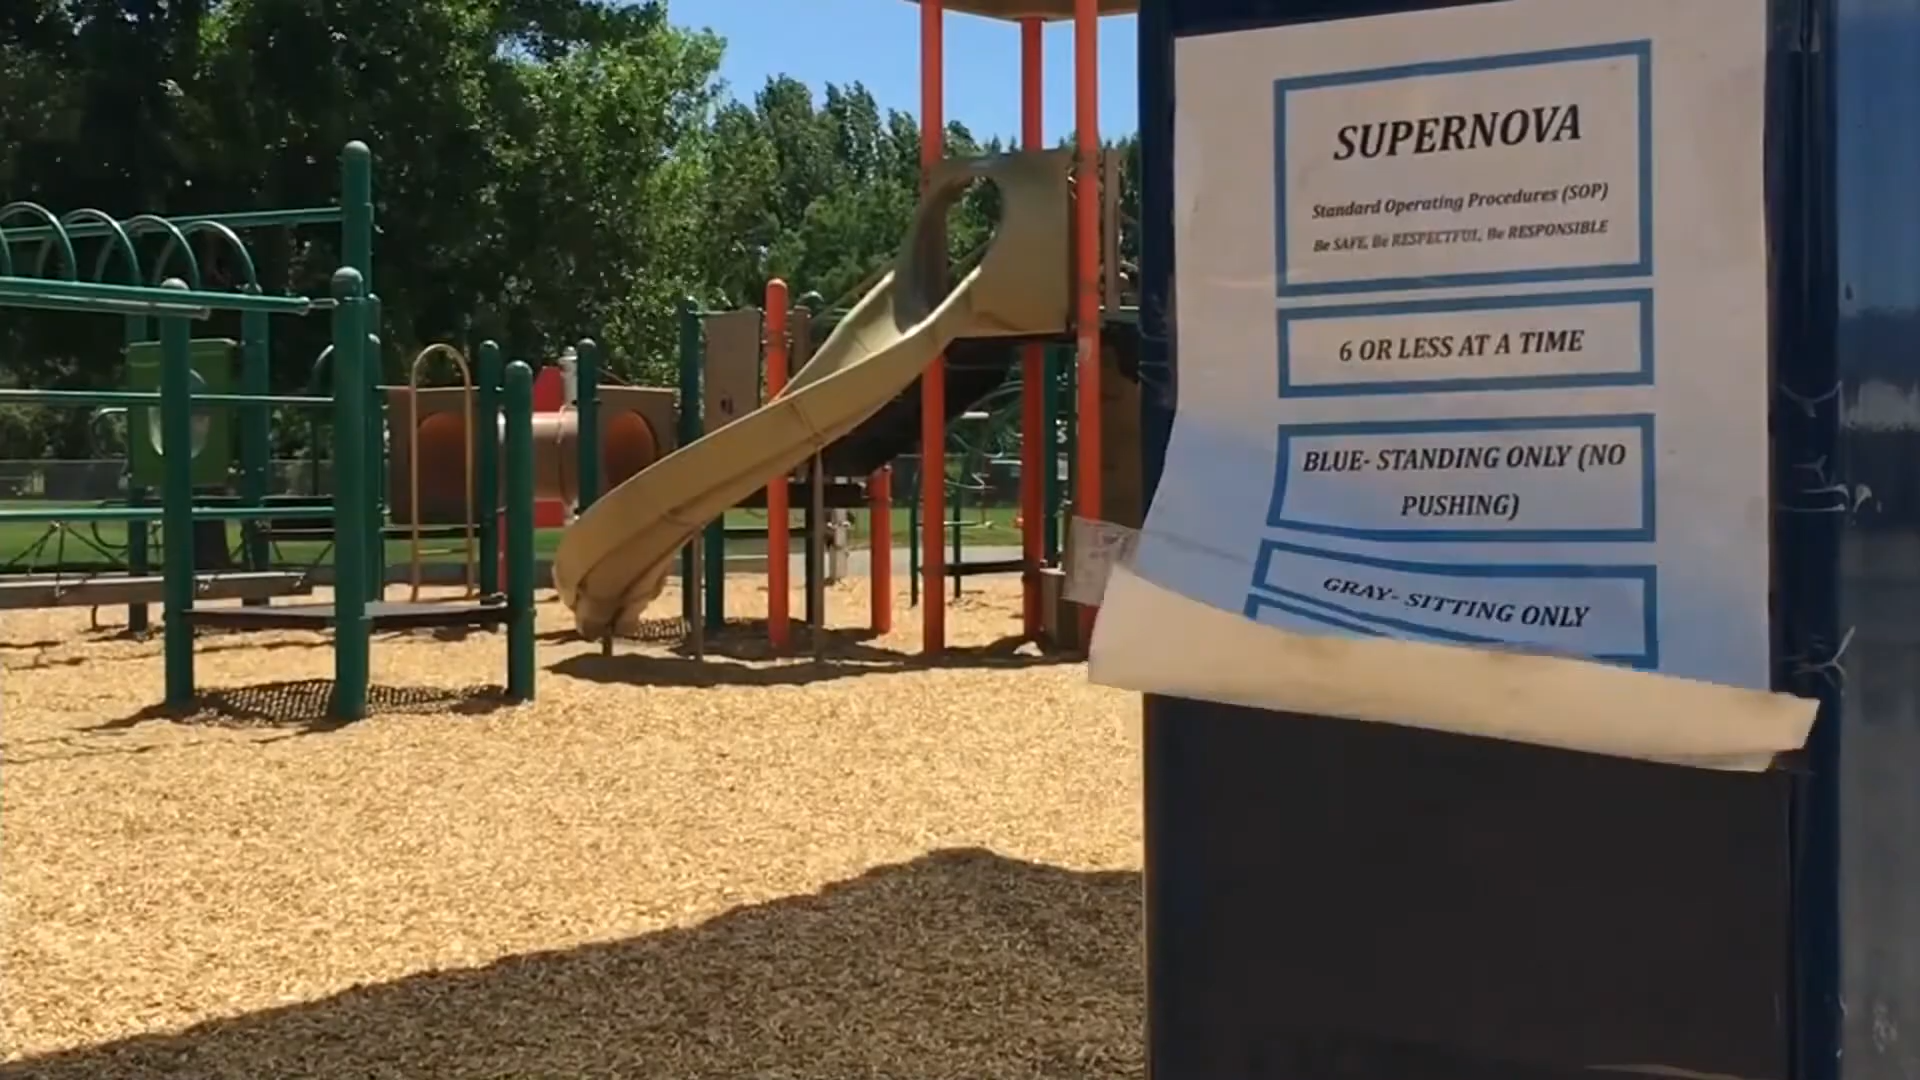 SUPERNOVA
Standard Operating Procedures (SOP)
Be SAFE, Be RESPECTFUL, Be RESPONSIBLE
6 OR LESS AT A TIME
BLUE- STANDING ONLY (NO
PUSHING)
GRAY- SITTING ONLY